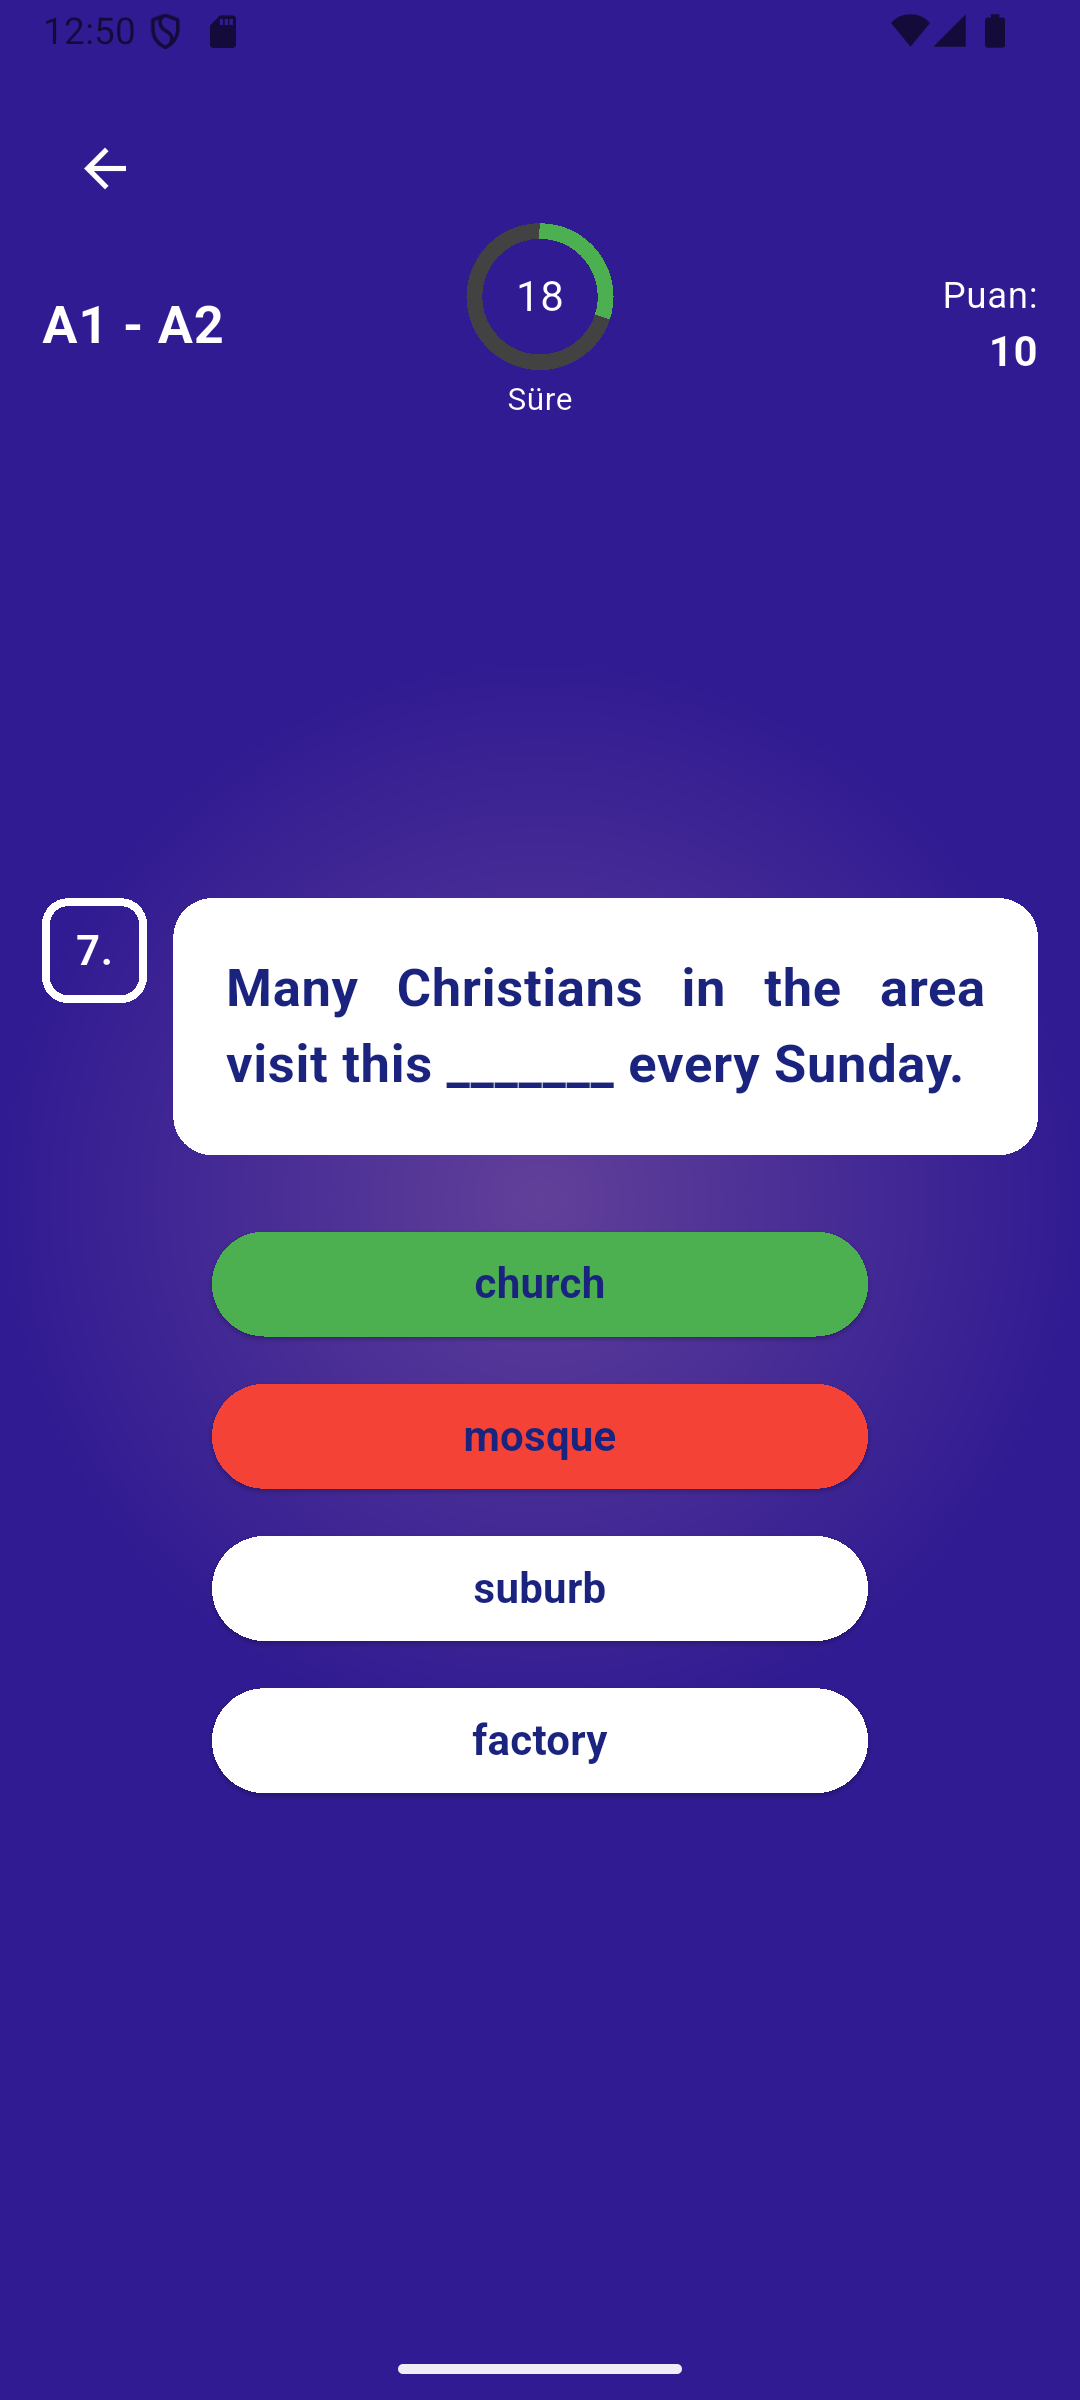 12:50
A1 - A2
18
Süre
Puan:
10
7.
Many Christians in the area
visit this _______ every Sunday.
church
mosque
suburb
factory